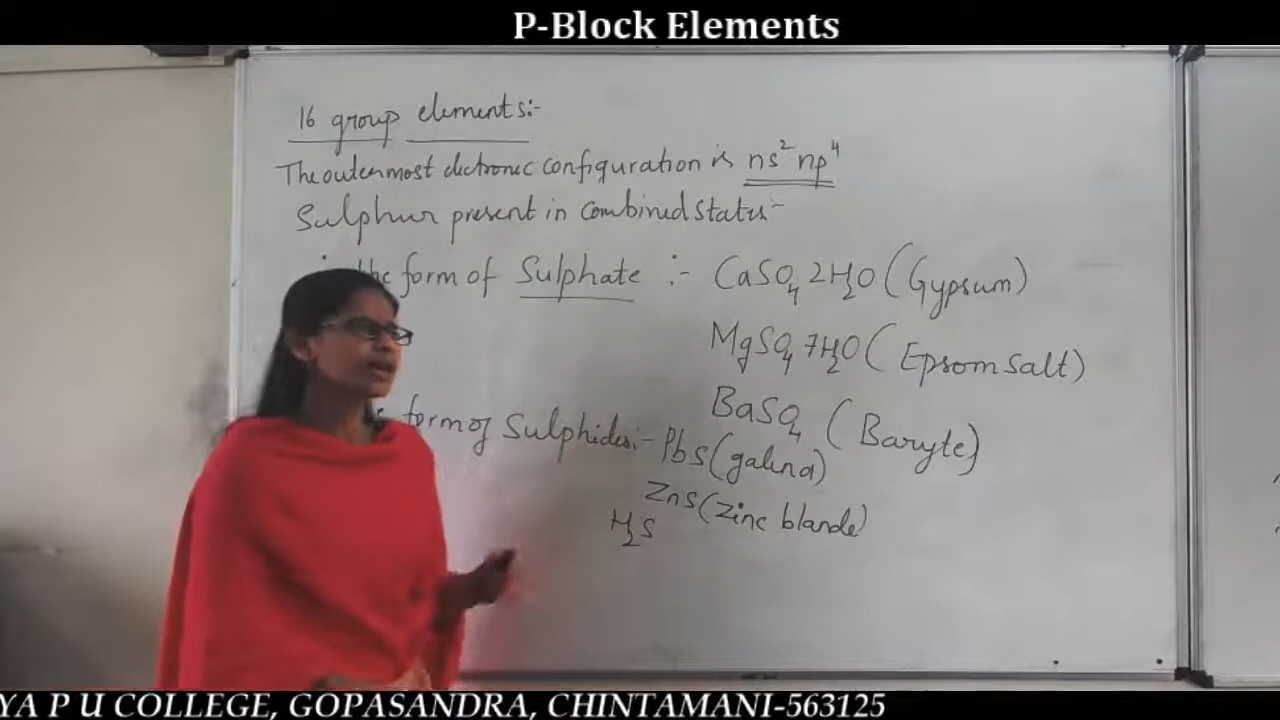 P-Block Elements
16 group elements:-
The outermost electronic configuration is ns² np⁴
Sulphur present in combined states:-
the form of Sulphate :- CaSO₄ 2H₂O (Gypsum)
MgSO₄ 7H₂O (Epsom salt)
BaSO₄ (Baryte)
form of Sulphides:- Pbs (galena)
Zns (Zinc blande)
H₂S
YA P U COLLEGE, GOPASANDRA, CHINTAMANI-563125